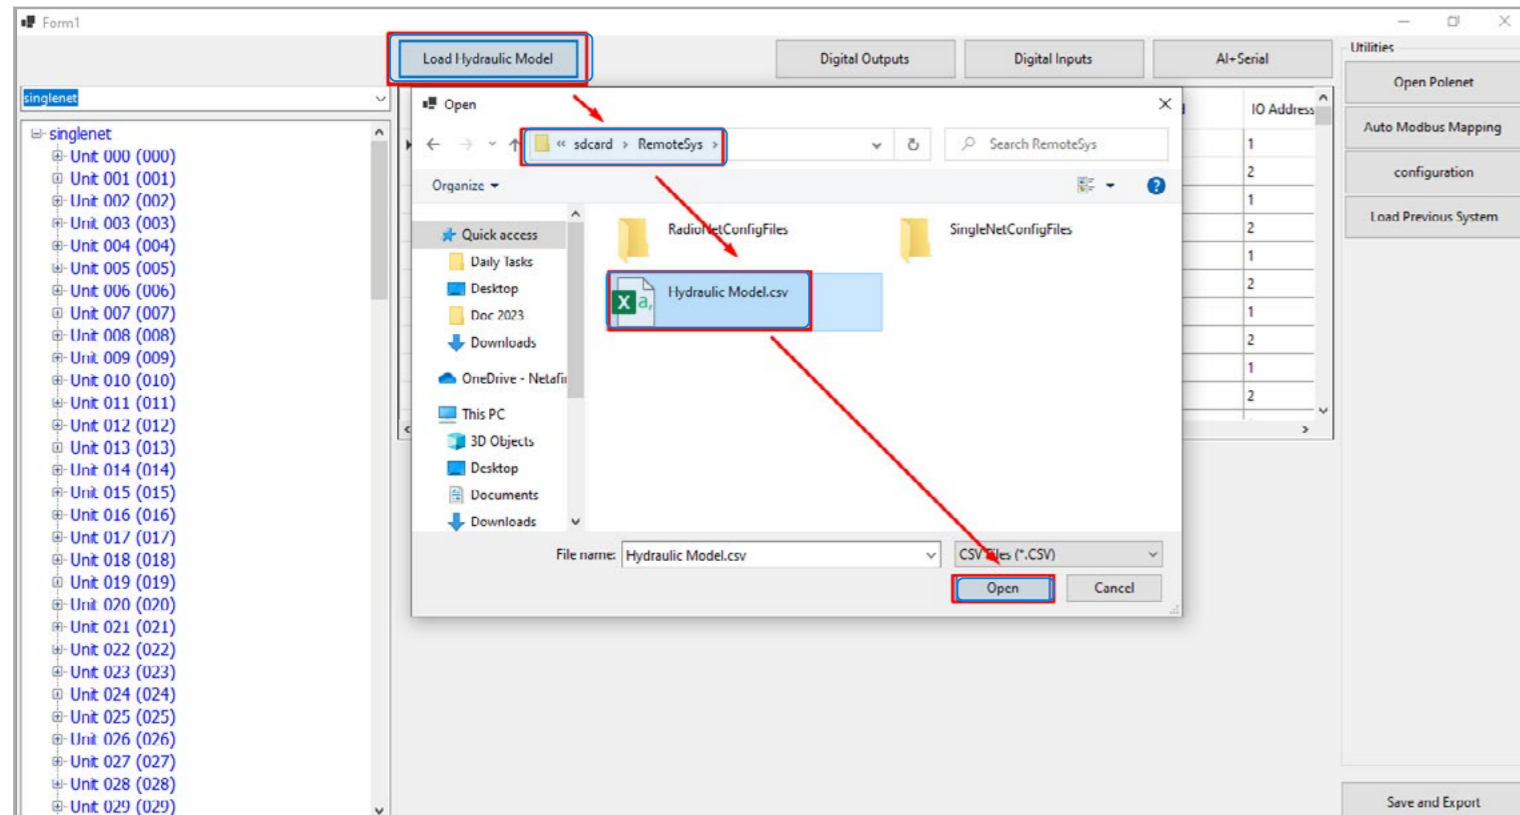 Form1
Load Hydraulic Model
Digital Outputs
Digital Inputs
AI+Serial
Utilities
Open Polenet
Auto Modbus Mapping
configuration
Load Previous System
Save and Export
singlenet
singlenet
Unit 000 (000)
Unit 001 (001)
Unit 002 (002)
Unit 003 (003)
Unit 004 (004)
Unit 005 (005)
Unit 006 (006)
Unit 007 (007)
Unit 008 (008)
Unit 009 (009)
Unit 010 (010)
Unit 011 (011)
Unit 012 (012)
Unit 013 (013)
Unit 014 (014)
Unit 015 (015)
Unit 016 (016)
Unit 017 (017)
Unit 018 (018)
Unit 019 (019)
Unit 020 (020)
Unit 021 (021)
Unit 022 (022)
Unit 023 (023)
Unit 024 (024)
Unit 025 (025)
Unit 026 (026)
Unit 027 (027)
Unit 028 (028)
Unit 029 (029)
Open
« sdcard › RemoteSys ›
Search RemoteSys
Organize
Quick access
Daily Tasks
Desktop
Doc 2023
Downloads
OneDrive - Netafi
This PC
3D Objects
Desktop
Documents
Downloads
RadioNetConfigFiles
SingleNetConfigFiles
Hydraulic Model.csv
File name:
Hydraulic Model.csv
CSV Files (*.CSV)
Open
Cancel
IO Address
1
2
1
2
1
2
1
2
1
2